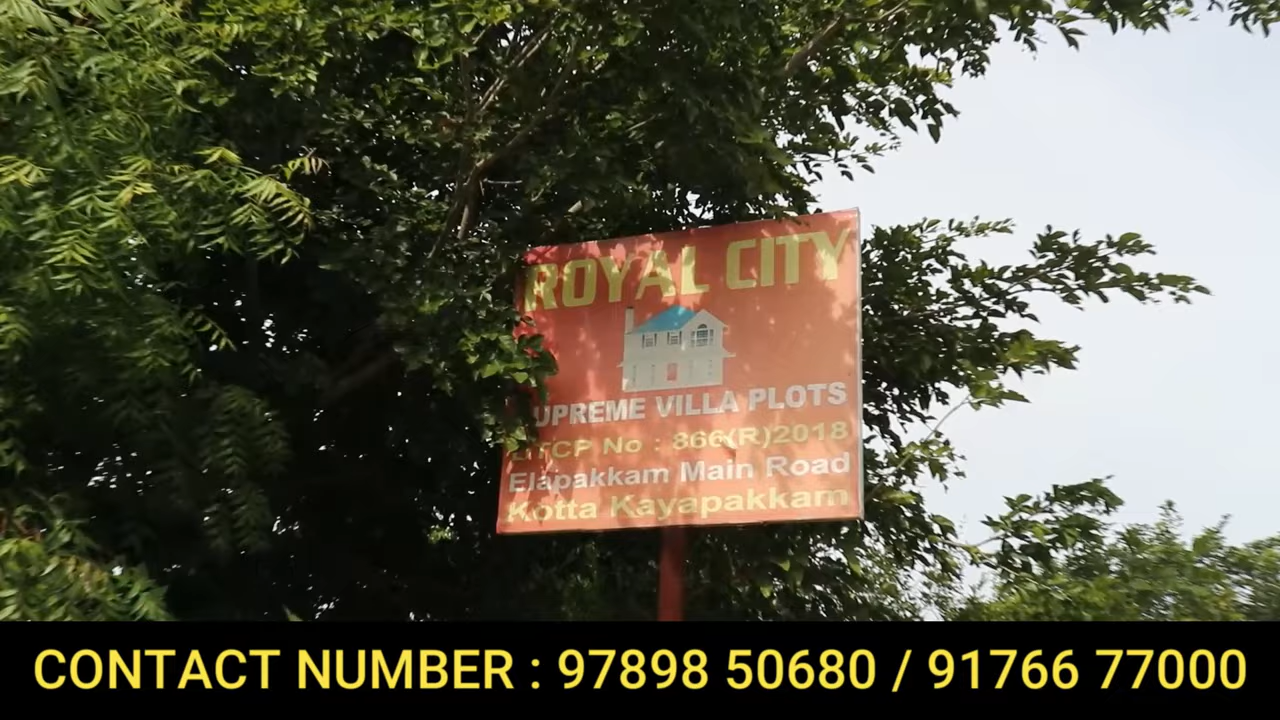 ROYAL CITY
UPREME VILLA PLOTS
DTCP No : 866(R)2018
Elapakkam Main Road
Kotta Kayapakkam
CONTACT NUMBER : 97898 50680 / 91766 77000